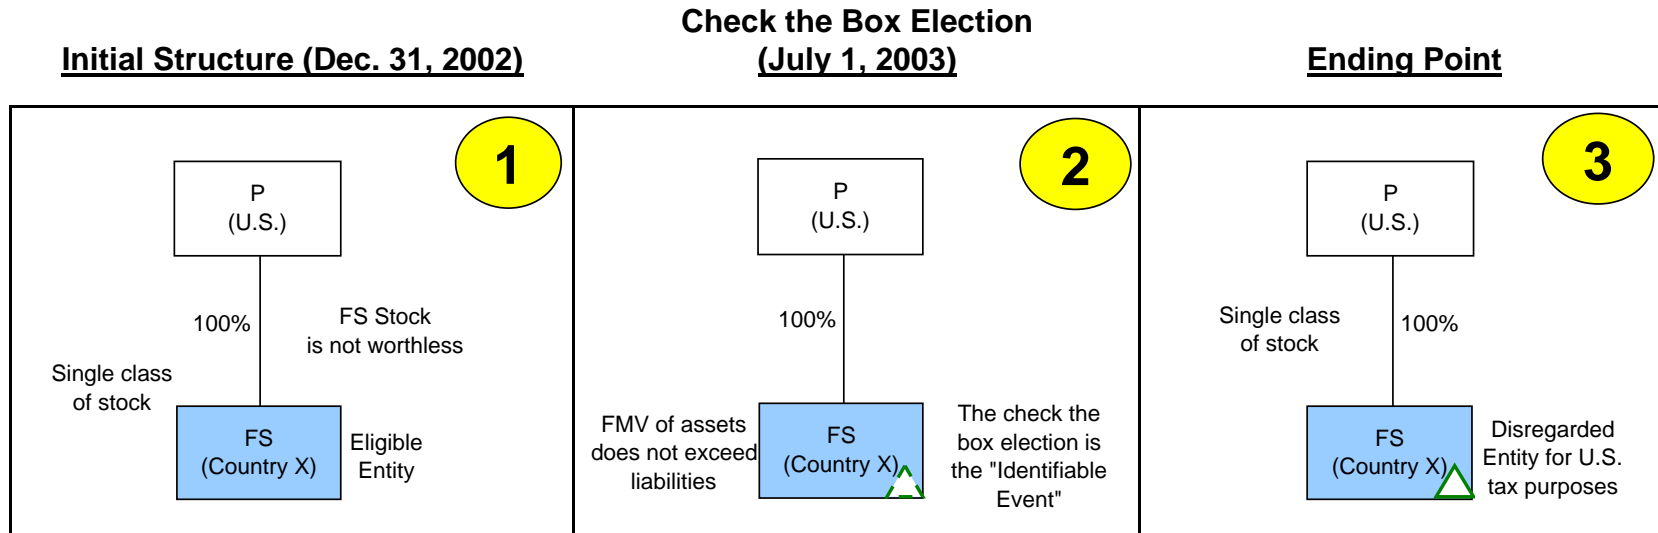 Initial Structure (Dec. 31, 2002)
Check the Box Election
(July 1, 2003)
Ending Point
1
P
(U.S.)
100%
FS Stock
is not worthless
Single class
of stock
FS
(Country X)
Eligible
Entity
2
P
(U.S.)
100%
FMV of assets
does not exceed
liabilities
FS
(Country X)
The check the
box election is
the "Identifiable
Event"
3
P
(U.S.)
Single class
of stock
100%
FS
(Country X)
Disregarded
Entity for U.S.
tax purposes